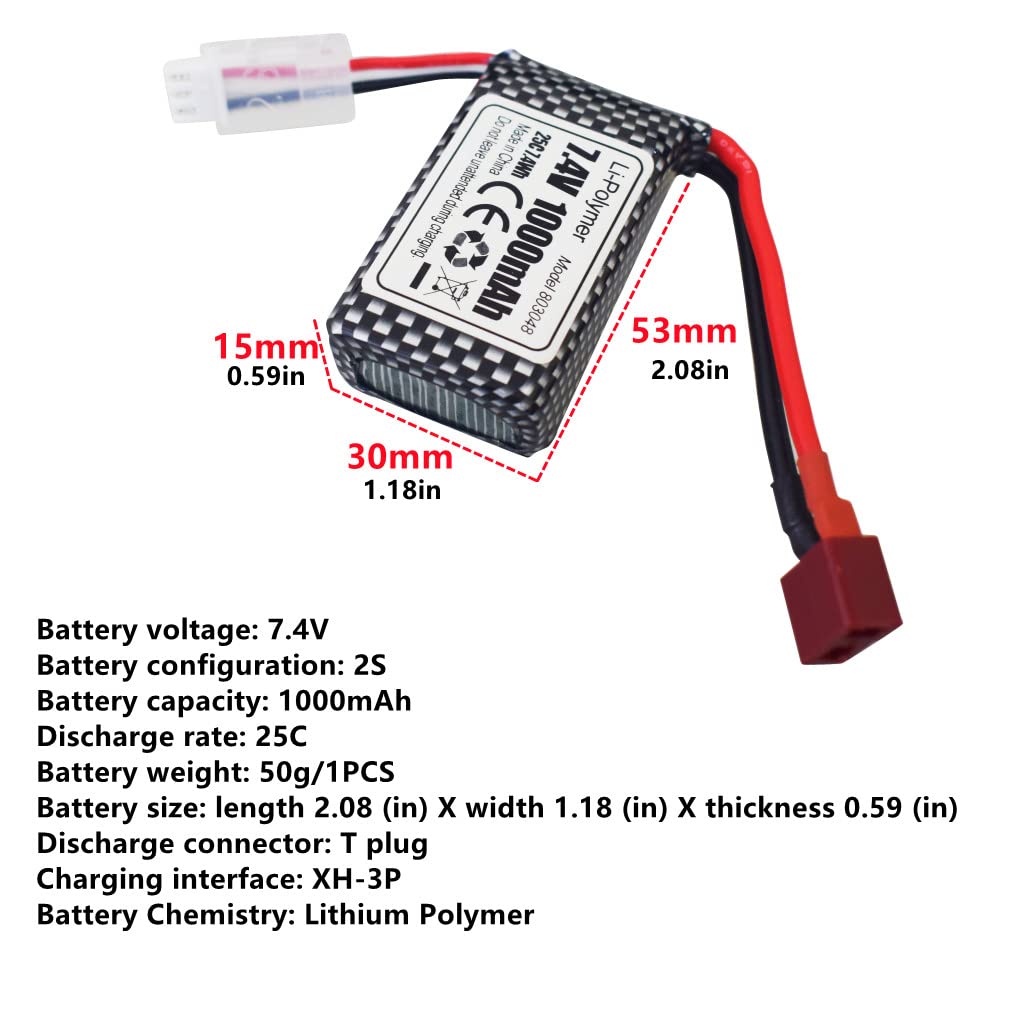 Li-Polymer Model 803048
7.4V 1000mAh
25C 7.4Wh
Made in China
Do not leave unattended during charging.
CE
15mm
0.59in
30mm
1.18in
53mm
2.08in
Battery voltage: 7.4V
Battery configuration: 2S
Battery capacity: 1000mAh
Discharge rate: 25C
Battery weight: 50g/1PCS
Battery size: length 2.08 (in) X width 1.18 (in) X thickness 0.59 (in)
Discharge connector: T plug
Charging interface: XH-3P
Battery Chemistry: Lithium Polymer